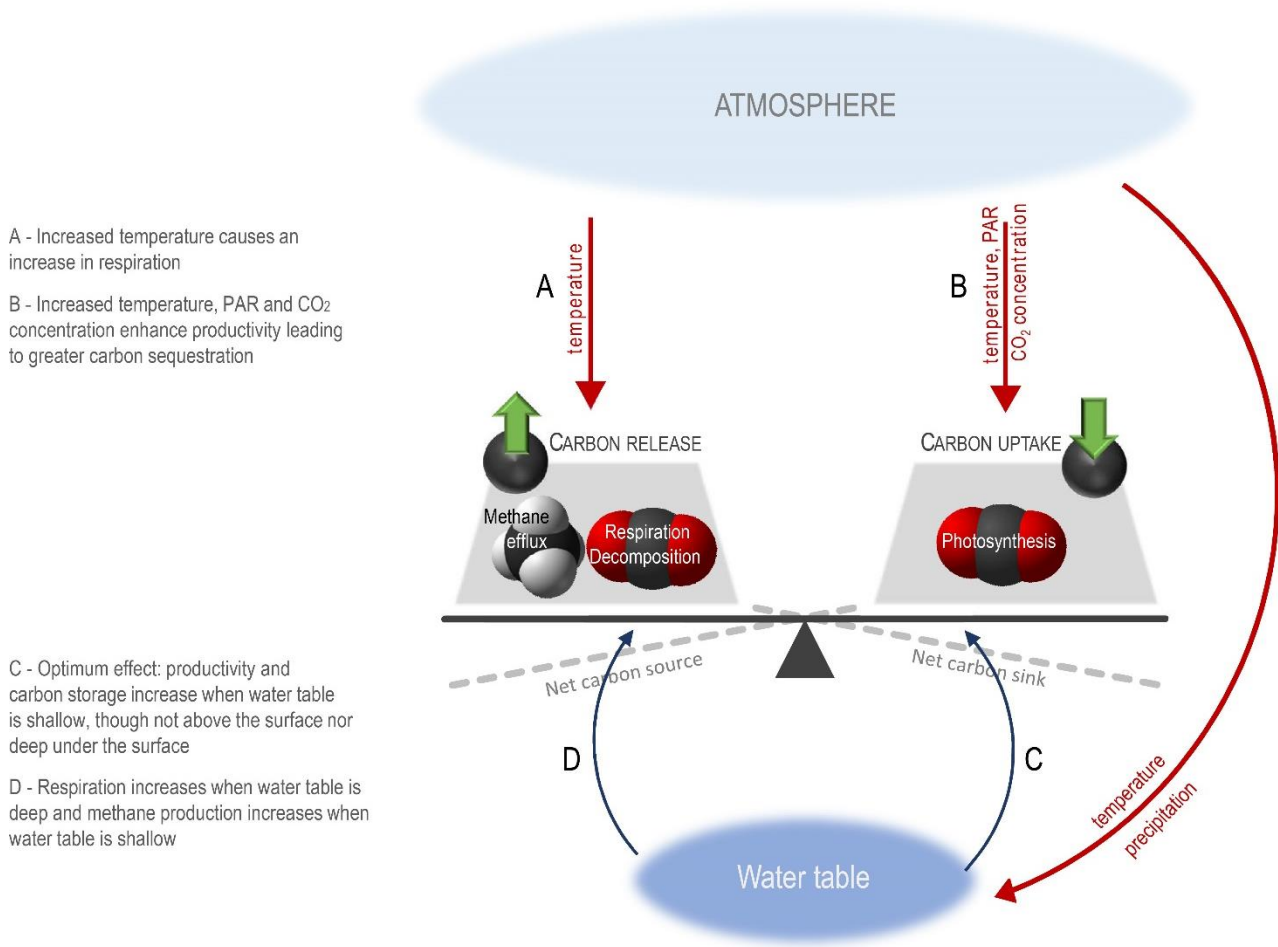 ATMOSPHERE
A - Increased temperature causes an
increase in respiration
B - Increased temperature, PAR and CO₂
concentration enhance productivity leading
to greater carbon sequestration
A
temperature
B
temperature, PAR
CO₂ concentration
CARBON RELEASE
CARBON UPTAKE
Methane
efflux
Respiration
Decomposition
Photosynthesis
Net carbon source
Net carbon sink
C - Optimum effect: productivity and
carbon storage increase when water table
is shallow, though not above the surface nor
deep under the surface
D - Respiration increases when water table is
deep and methane production increases when
water table is shallow
D
C
temperature
precipitation
Water table